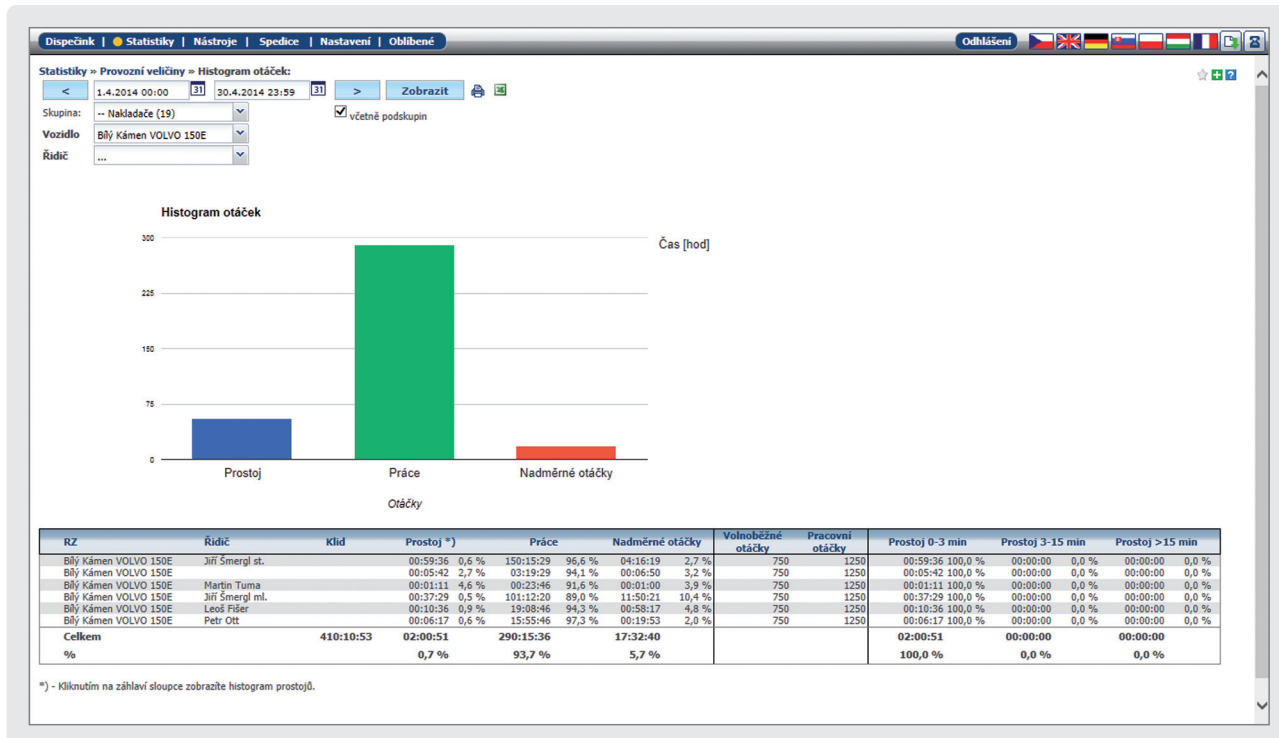 Dispečink | Statistiky | Nástroje | Spedice | Nastavení | Oblíbené Odhlášení
Statistiky » Provozní veličiny » Histogram otáček:
< 1.4.2014 00:00 31 30.4.2014 23:59 31 > Zobrazit
Skupina: -- Nakladače (19) včetně podskupin
Vozidlo Bílý Kámen VOLVO 150E
Řidič ...
Histogram otáček
Čas [hod]
300
225
150
75
0
Prostoj Práce Nadměrné otáčky
Otáčky
RZ Řidič Klid Prostoj *) Práce Nadměrné otáčky Volnoběžné otáčky Pracovní otáčky Prostoj 0-3 min Prostoj 3-15 min Prostoj >15 min
Bílý Kámen VOLVO 150E Jiří Šmergl st. 00:59:36 0,6 % 150:15:29 96,6 % 04:16:19 2,7 % 750 1250 00:59:36 100,0 % 00:00:00 0,0 % 00:00:00 0,0 %
Bílý Kámen VOLVO 150E 00:05:42 2,7 % 03:19:29 94,1 % 00:06:50 3,2 % 750 1250 00:05:42 100,0 % 00:00:00 0,0 % 00:00:00 0,0 %
Bílý Kámen VOLVO 150E Martin Tuma 00:01:11 4,6 % 00:23:46 91,6 % 00:01:00 3,9 % 750 1250 00:01:11 100,0 % 00:00:00 0,0 % 00:00:00 0,0 %
Bílý Kámen VOLVO 150E Jiří Šmergl ml. 00:37:29 0,5 % 101:12:20 89,0 % 11:50:21 10,4 % 750 1250 00:37:29 100,0 % 00:00:00 0,0 % 00:00:00 0,0 %
Bílý Kámen VOLVO 150E Leoš Fišer 00:10:36 0,9 % 19:08:46 94,3 % 00:58:17 4,8 % 750 1250 00:10:36 100,0 % 00:00:00 0,0 % 00:00:00 0,0 %
Bílý Kámen VOLVO 150E Petr Ott 00:06:17 0,6 % 15:55:46 97,3 % 00:19:53 2,0 % 750 1250 00:06:17 100,0 % 00:00:00 0,0 % 00:00:00 0,0 %
Celkem 410:10:53 02:00:51 290:15:36 17:32:40 02:00:51 00:00:00 00:00:00
% 0,7 % 93,7 % 5,7 % 100,0 % 0,0 % 0,0 %
*) - Kliknutím na záhlaví sloupce zobrazíte histogram prostojů.